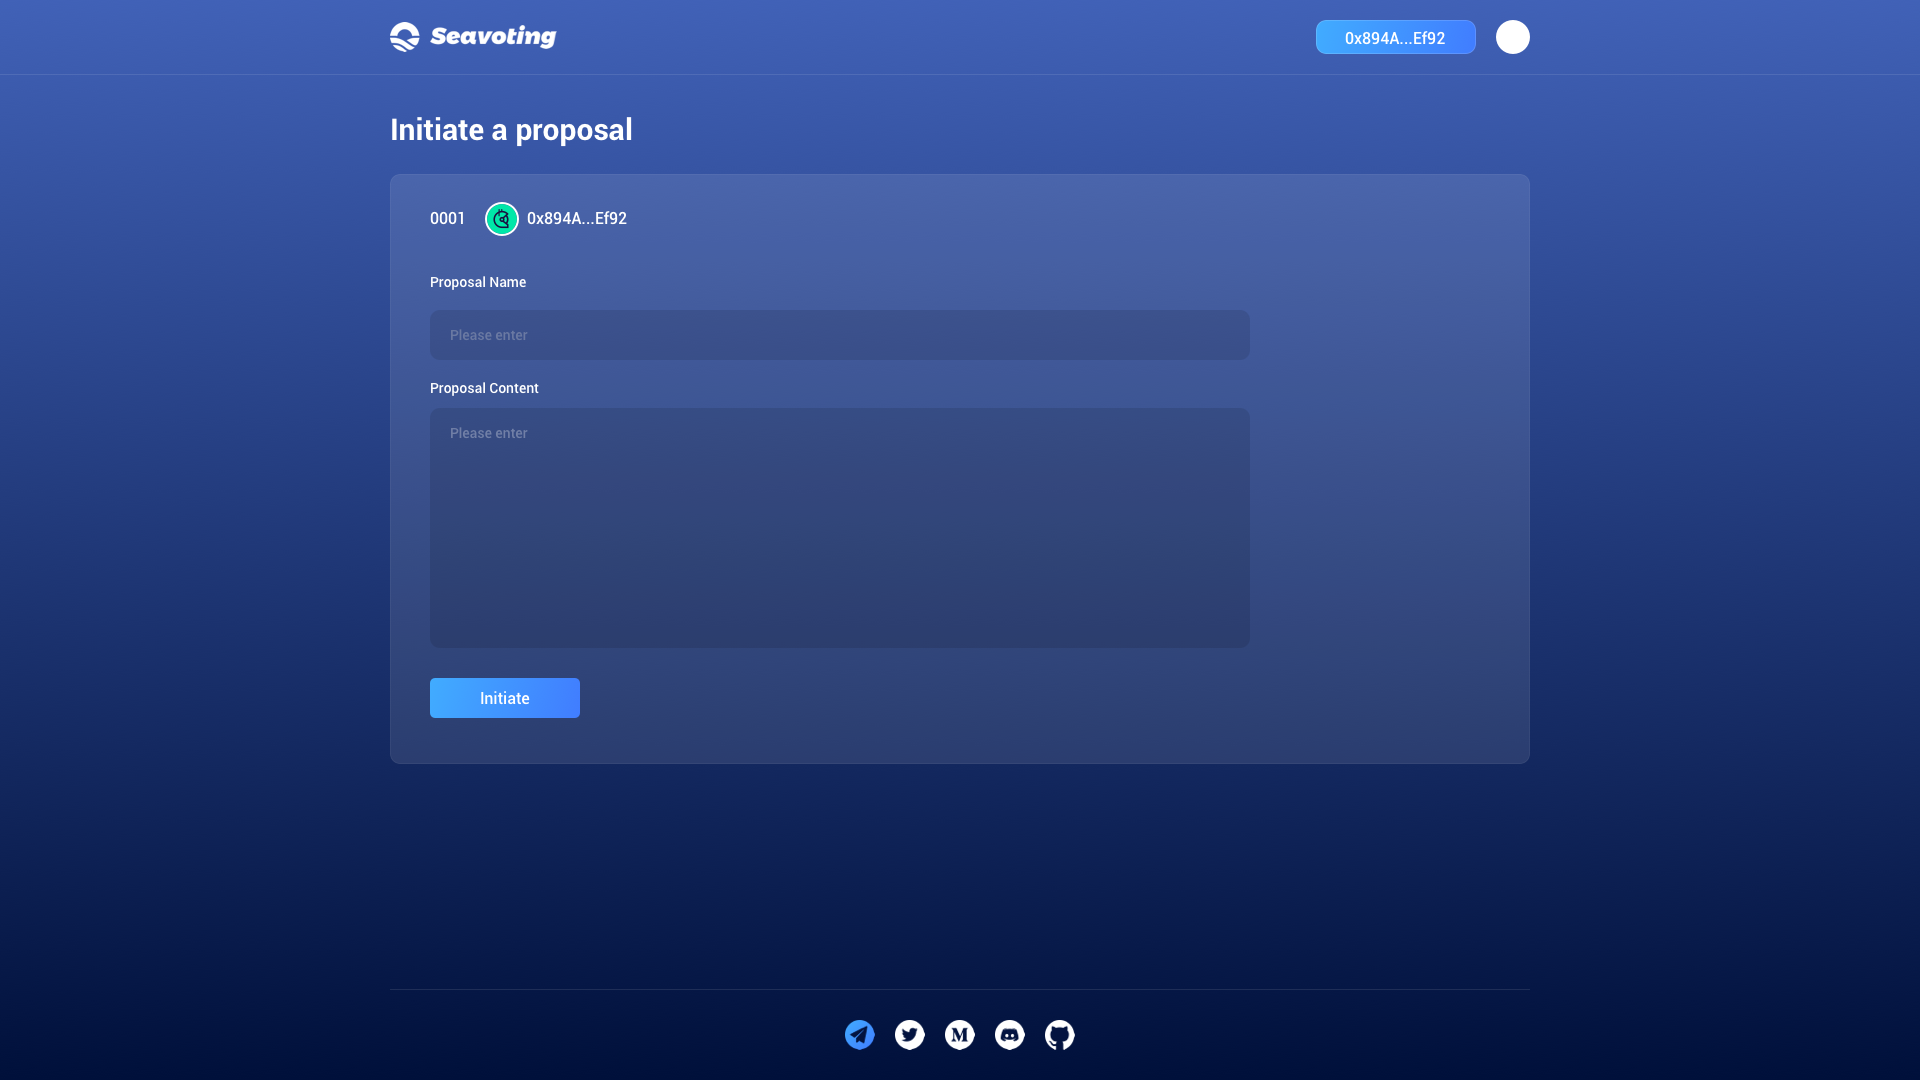 Seavoting
0x894A...Ef92
Initiate a proposal
0001 0x894A...Ef92
Proposal Name
Please enter
Proposal Content
Please enter
Initiate
M